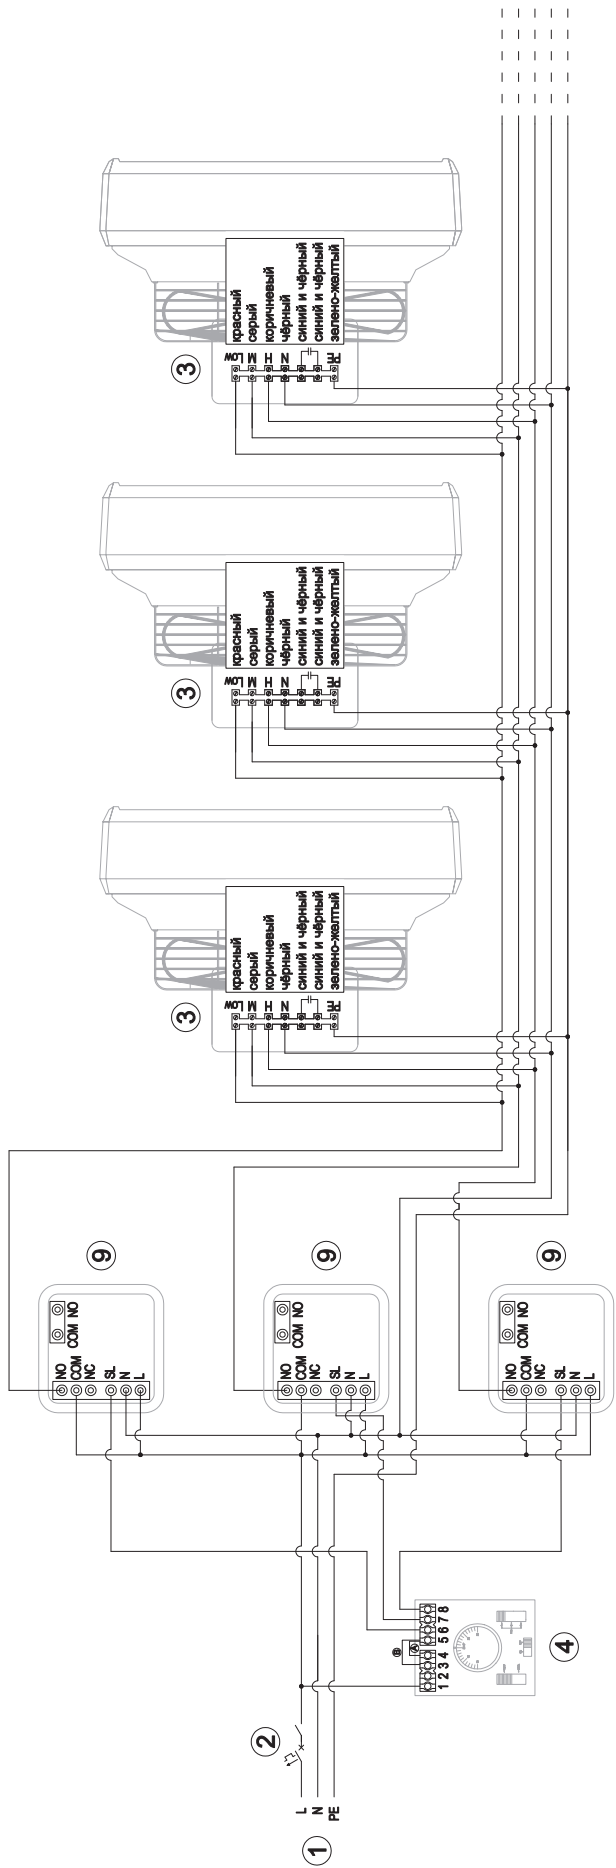 3
красный
серый
коричневый
чёрный
синий и чёрный
синий и чёрный
зелено-желтый
Low
M
H
N
PE
3
красный
серый
коричневый
чёрный
синий и чёрный
синий и чёрный
зелено-желтый
Low
M
H
N
PE
3
красный
серый
коричневый
чёрный
синий и чёрный
синий и чёрный
зелено-желтый
Low
M
H
N
PE
9
COM NO
NO
COM
NC
SL
N
L
9
COM NO
NO
COM
NC
SL
N
L
9
COM NO
NO
COM
NC
SL
N
L
4
1 2 3 4 5 6 7 8
A
B
2
L
N
PE
1